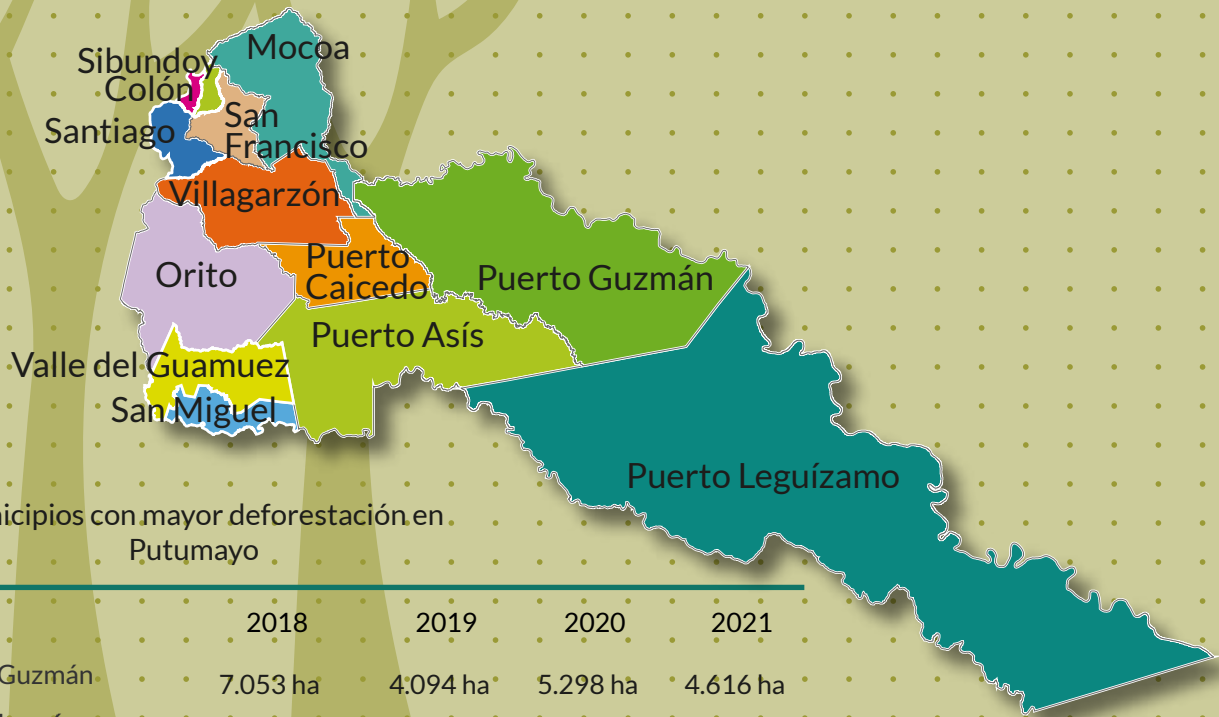 Mocoa
Sibundoy
Colón
San
Francisco
Santiago
Villagarzón
Puerto
Caicedo
Orito
Puerto Guzmán
Puerto Asís
Valle del Guamuez
San Miguel
Puerto Leguízamo
con mayor deforestación en
Putumayo
2018 2019 2020 2021
Guzmán 7.053 ha 4.094 ha 5.298 ha 4.616 ha